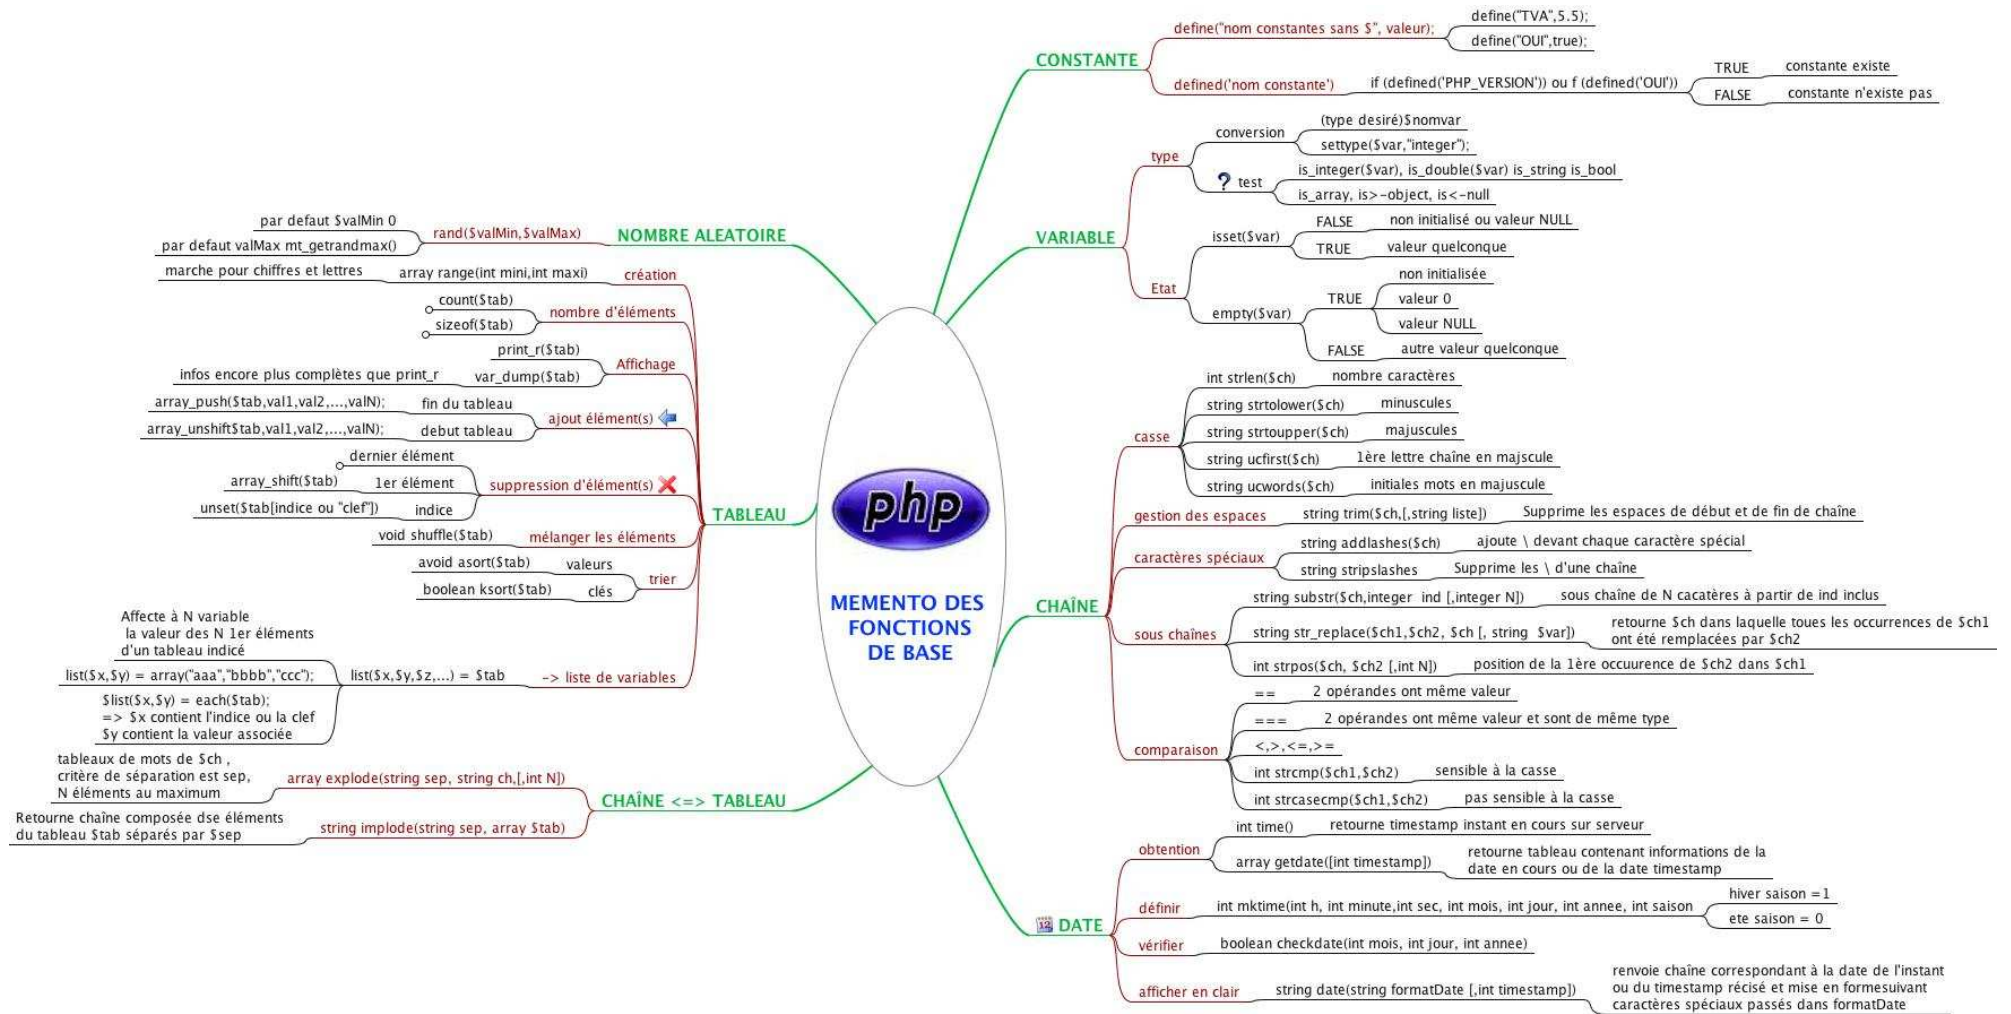 php
MEMENTO DES
FONCTIONS
DE BASE
CONSTANTE
define("nom constantes sans $", valeur);
define("TVA",5.5);
define("OUI",true);
defined('nom constante')
if (defined('PHP_VERSION')) ou f (defined('OUI'))
TRUE
constante existe
FALSE
constante n'existe pas
VARIABLE
type
conversion
(type desiré)$nomvar
settype($var,"integer");
? test
is_integer($var), is_double($var) is_string is_bool
is_array, is>-object, is<-null
Etat
isset($var)
FALSE
non initialisé ou valeur NULL
TRUE
valeur quelconque
empty($var)
TRUE
non initialisée
valeur 0
valeur NULL
FALSE
autre valeur quelconque
CHAÎNE
casse
int strlen($ch)
nombre caractères
string strtolower($ch)
minuscules
string strtoupper($ch)
majuscules
string ucfirst($ch)
1ère lettre chaîne en majscule
string ucwords($ch)
initiales mots en majuscule
gestion des espaces
string trim($ch,[,string liste])
Supprime les espaces de début et de fin de chaîne
caractères spéciaux
string addlashes($ch)
ajoute \ devant chaque caractère spécial
string stripslashes
Supprime les \ d'une chaîne
sous chaînes
string substr($ch,integer ind [,integer N])
sous chaîne de N cacatères à partir de ind inclus
string str_replace($ch1,$ch2, $ch [, string $var])
retourne $ch dans laquelle toues les occurrences de $ch1
ont été remplacées par $ch2
int strpos($ch, $ch2 [,int N])
position de la 1ère occuurence de $ch2 dans $ch1
comparaison
==
2 opérandes ont même valeur
===
2 opérandes ont même valeur et sont de même type
<,>,<=,>=
int strcmp($ch1,$ch2)
sensible à la casse
int strcasecmp($ch1,$ch2)
pas sensible à la casse
12 DATE
obtention
int time()
retourne timestamp instant en cours sur serveur
array getdate([int timestamp])
retourne tableau contenant informations de la
date en cours ou de la date timestamp
définir
int mktime(int h, int minute,int sec, int mois, int jour, int annee, int saison
hiver saison =1
ete saison = 0
vérifier
boolean checkdate(int mois, int jour, int annee)
afficher en clair
string date(string formatDate [,int timestamp])
renvoie chaîne correspondant à la date de l'instant
ou du timestamp récisé et mise en formesuivant
caractères spéciaux passés dans formatDate
NOMBRE ALEATOIRE
rand($valMin,$valMax)
par defaut $valMin 0
par defaut valMax mt_getrandmax()
TABLEAU
création
array range(int mini,int maxi)
marche pour chiffres et lettres
nombre d'éléments
count($tab)
sizeof($tab)
Affichage
print_r($tab)
var_dump($tab)
infos encore plus complètes que print_r
ajout élément(s)
fin du tableau
array_push($tab,val1,val2,...,valN);
debut tableau
array_unshift$tab,val1,val2,...,valN);
suppression d'élément(s)
dernier élément
1er élément
array_shift($tab)
indice
unset($tab[indice ou "clef"])
mélanger les éléments
void shuffle($tab)
trier
valeurs
avoid asort($tab)
clés
boolean ksort($tab)
-> liste de variables
list($x,$y,$z,...) = $tab
Affecte à N variable
la valeur des N 1er éléments
d'un tableau indicé
list($x,$y) = array("aaa","bbbb","ccc");
$list($x,$y) = each($tab);
=> $x contient l'indice ou la clef
$y contient la valeur associée
CHAÎNE <=> TABLEAU
array explode(string sep, string ch,[,int N])
tableaux de mots de $ch ,
critère de séparation est sep,
N éléments au maximum
string implode(string sep, array $tab)
Retourne chaîne composée dse éléments
du tableau $tab séparés par $sep